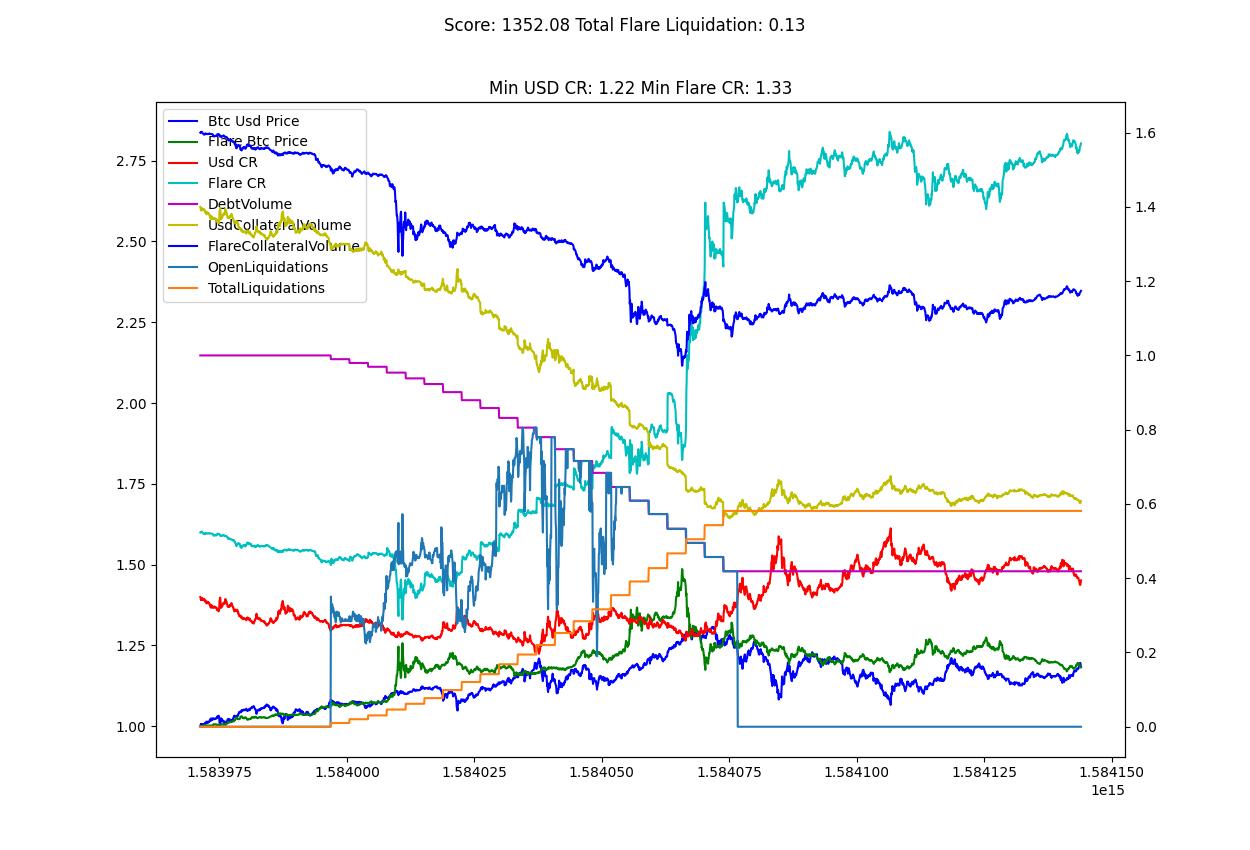 Score: 1352.08 Total Flare Liquidation: 0.13
Min USD CR: 1.22 Min Flare CR: 1.33
Btc Usd Price
Flare Btc Price
Usd CR
Flare CR
DebtVolume
UsdCollateralVolume
FlareCollateralVolume
OpenLiquidations
TotalLiquidations
2.75
2.50
2.25
2.00
1.75
1.50
1.25
1.00
1.6
1.4
1.2
1.0
0.8
0.6
0.4
0.2
0.0
1.583975 1.584000 1.584025 1.584050 1.584075 1.584100 1.584125 1.584150
1e15